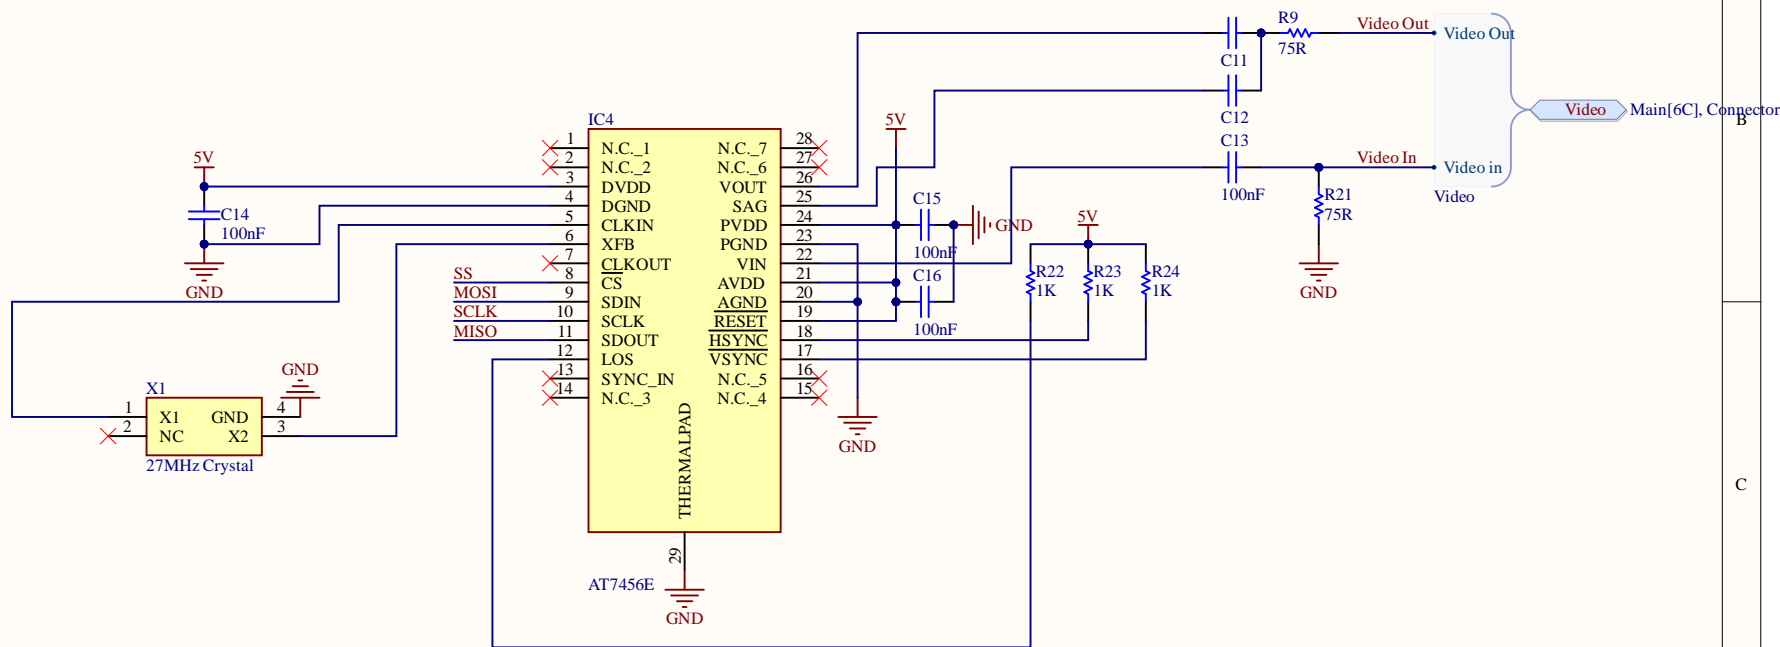 R9
75R
Video Out
Video Out
C11
C12
Video
Main[6C], Connector
B
IC4
5V
C13
1
N.C._1
N.C._7
28
2
N.C._2
N.C._6
27
5V
Video In
Video in
3
DVDD
VOUT
26
100nF
R21
75R
Video
4
DGND
SAG
25
C15
C14
100nF
5
CLKIN
PVDD
24
GND
5V
6
XFB
PGND
23
100nF
7
CLKOUT
VIN
22
SS
8
CS
AVDD
21
C16
R22
1K
R23
1K
R24
1K
GND
GND
MOSI
9
SDIN
AGND
20
SCLK
10
SCLK
RESET
19
100nF
MISO
11
SDOUT
HSYNC
18
12
LOS
VSYNC
17
GND
13
SYNC_IN
N.C._5
16
X1
14
N.C._3
N.C._4
15
1
X1
GND
4
2
NC
X2
3
GND
27MHz Crystal
THERMALPAD
C
29
AT7456E
GND